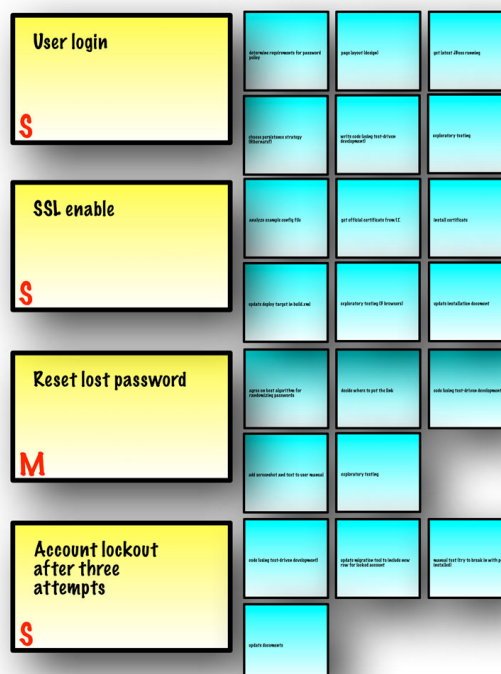 User login
S
determine requirements for password
policy
page layout (design)
get latest JBoss running
choose persistence strategy
(Hibernate?)
write code (using test-driven
development)
exploratory testing
SSL enable
S
analyze example config file
get official certificate from I.T.
install certificate
update deploy target in build.xml
exploratory testing (9 browsers)
update installation document
Reset lost password
M
agree on best algorithm for
randomizing passwords
decide where to put the link
code (using test-driven development
add screenshot and text to user manual
exploratory testing
Account lockout
after three
attempts
S
code (using test-driven development)
update migration tool to include new
row for locked account
manual test (try to break in with p
installed)
update documents